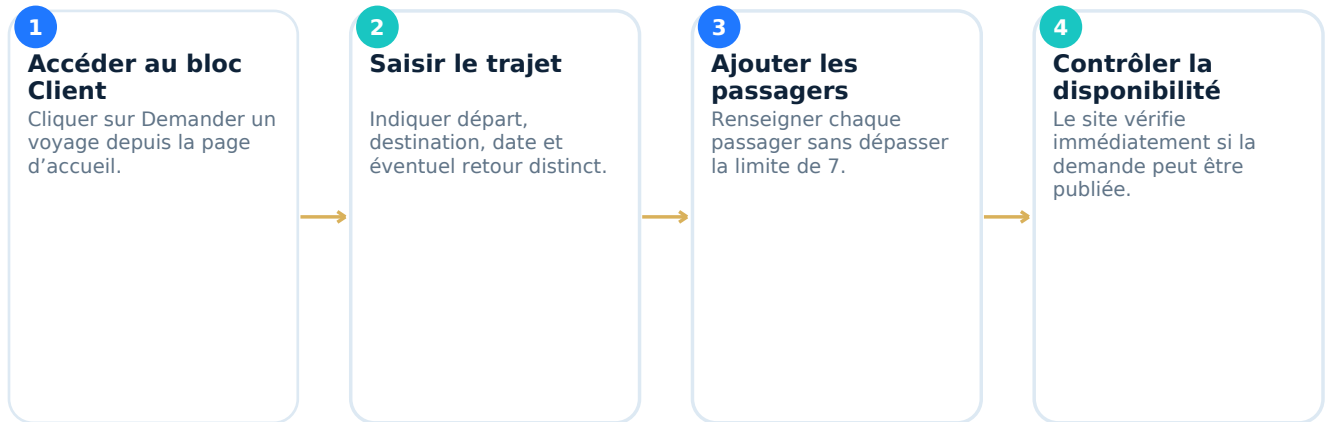 1
Accéder au bloc
Client
Cliquer sur Demander un
voyage depuis la page
d’accueil.
2
Saisir le trajet
Indiquer départ,
destination, date et
éventuel retour distinct.
3
Ajouter les
passagers
Renseigner chaque
passager sans dépasser
la limite de 7.
4
Contrôler la
disponibilité
Le site vérifie
immédiatement si la
demande peut être
publiée.